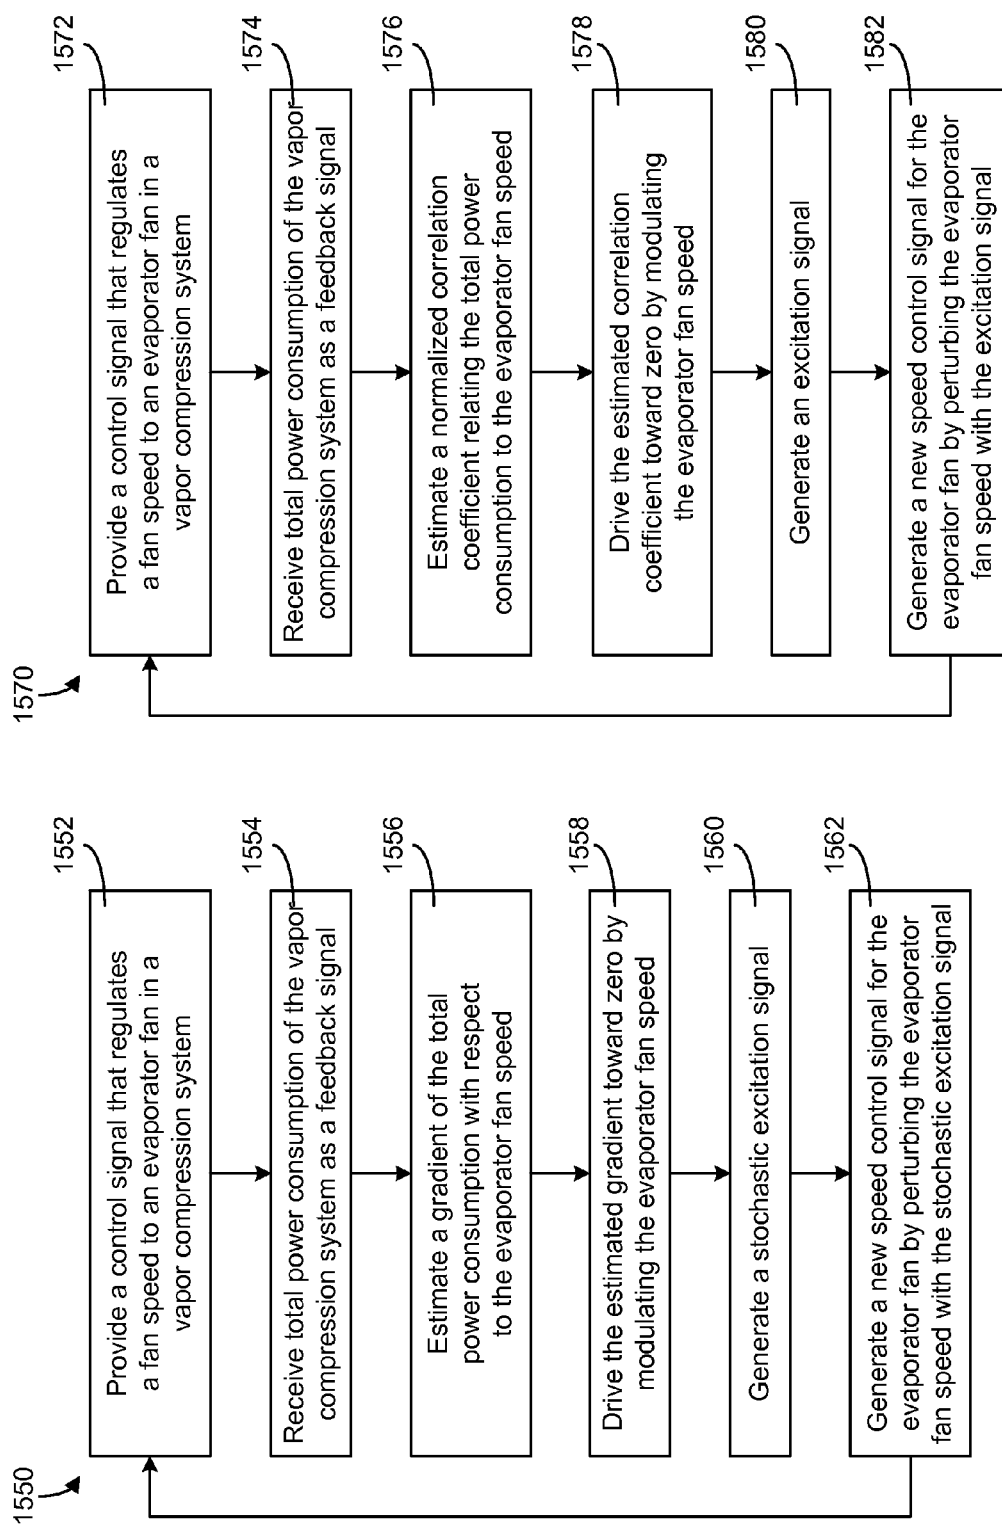 1550
Provide a control signal that regulates
a fan speed to an evaporator fan in a
vapor compression system
1552
Receive total power consumption of the vapor
compression system as a feedback signal
1554
Estimate a gradient of the total
power consumption with respect
to the evaporator fan speed
1556
Drive the estimated gradient toward zero by
modulating the evaporator fan speed
1558
Generate a stochastic excitation signal
1560
Generate a new speed control signal for the
evaporator fan by perturbing the evaporator
fan speed with the stochastic excitation signal
1562
1570
Provide a control signal that regulates
a fan speed to an evaporator fan in a
vapor compression system
1572
Receive total power consumption of the vapor
compression system as a feedback signal
1574
Estimate a normalized correlation
coefficient relating the total power
consumption to the evaporator fan speed
1576
Drive the estimated correlation
coefficient toward zero by modulating
the evaporator fan speed
1578
Generate an excitation signal
1580
Generate a new speed control signal for the
evaporator fan by perturbing the evaporator
fan speed with the excitation signal
1582